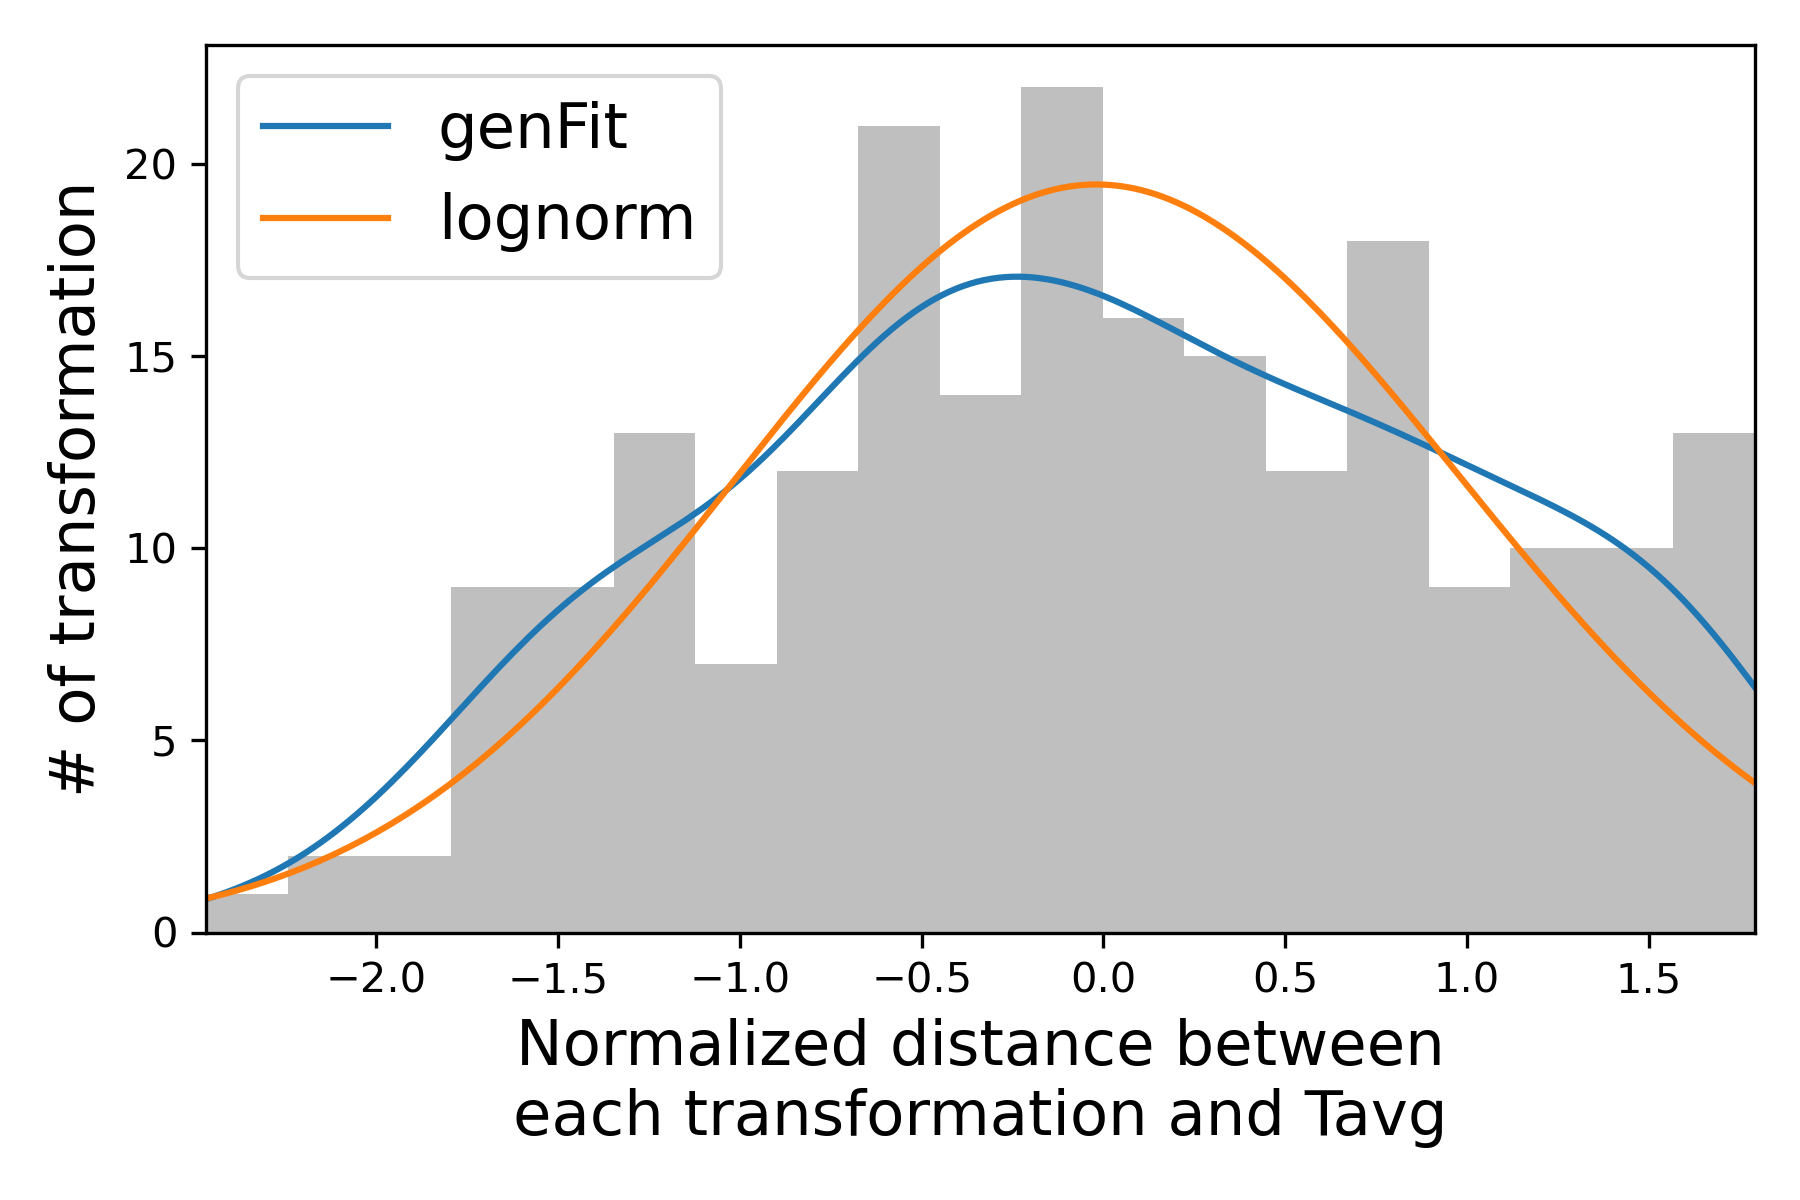 genFit
lognorm
# of transformation
20
15
10
5
0
−2.0 −1.5 −1.0 −0.5 0.0 0.5 1.0 1.5
Normalized distance between
each transformation and Tavg